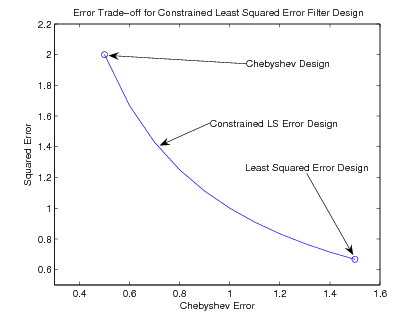 Error Trade-off for Constrained Least Squared Error Filter Design
2.2
2
1.8
1.6
1.4
1.2
1
0.8
0.6
Squared Error
Chebyshev Design
Constrained LS Error Design
Least Squared Error Design
0.4 0.6 0.8 1 1.2 1.4 1.6
Chebyshev Error